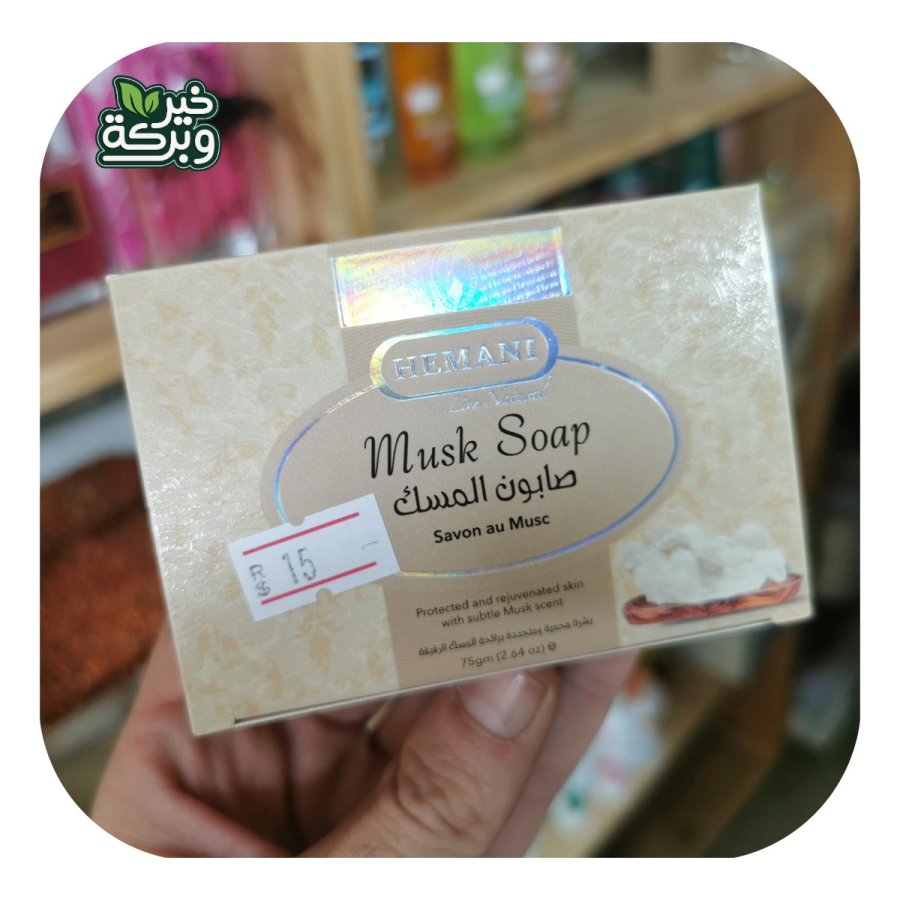 خير
وبركة
HEMANI
Live Natural
Musk Soap
صابون المسك
Savon au Musc
Rs 15
Protected and rejuvenated skin
with subtle Musk scent
بشرة محمية ومتجددة برائحة المسك الرقيقة
75gm (2.64 oz) ℮